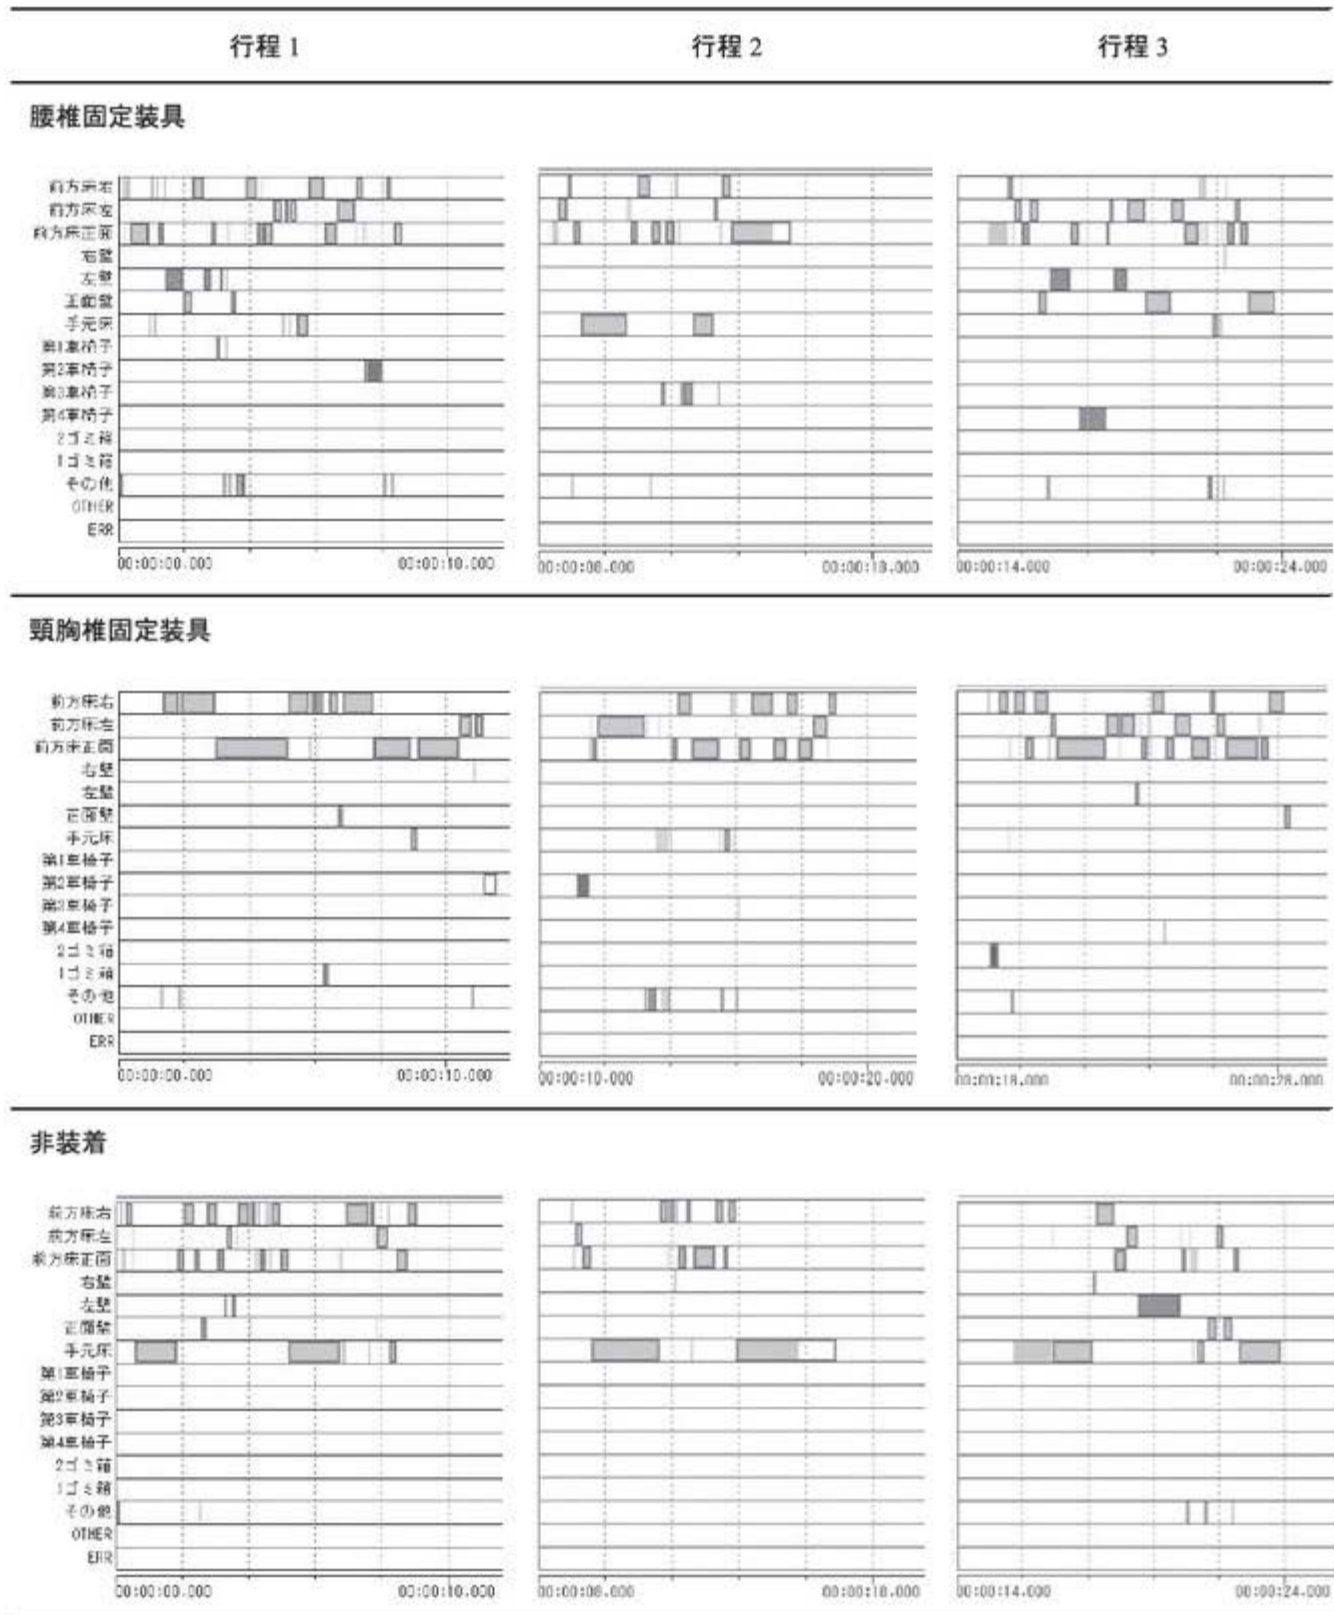 行程 1 行程 2 行程 3
腰椎固定装具
前方床右
前方床左
前方床正面
右壁
左壁
正面壁
手元床
第1車椅子
第2車椅子
第3車椅子
第4車椅子
2ゴミ箱
1ゴミ箱
その他
OTHER
ERR
00:00:00.000 00:00:10.000 00:00:08.000 00:00:18.000 00:00:14.000 00:00:24.000
頸胸椎固定装具
前方床右
前方床左
前方床正面
右壁
左壁
正面壁
手元床
第1車椅子
第2車椅子
第3車椅子
第4車椅子
2ゴミ箱
1ゴミ箱
その他
OTHER
ERR
00:00:00.000 00:00:10.000 00:00:10.000 00:00:20.000 00:00:18.000 00:00:28.000
非装着
前方床右
前方床左
前方床正面
右壁
左壁
正面壁
手元床
第1車椅子
第2車椅子
第3車椅子
第4車椅子
2ゴミ箱
1ゴミ箱
その他
OTHER
ERR
00:00:00.000 00:00:10.000 00:00:08.000 00:00:18.000 00:00:14.000 00:00:24.000